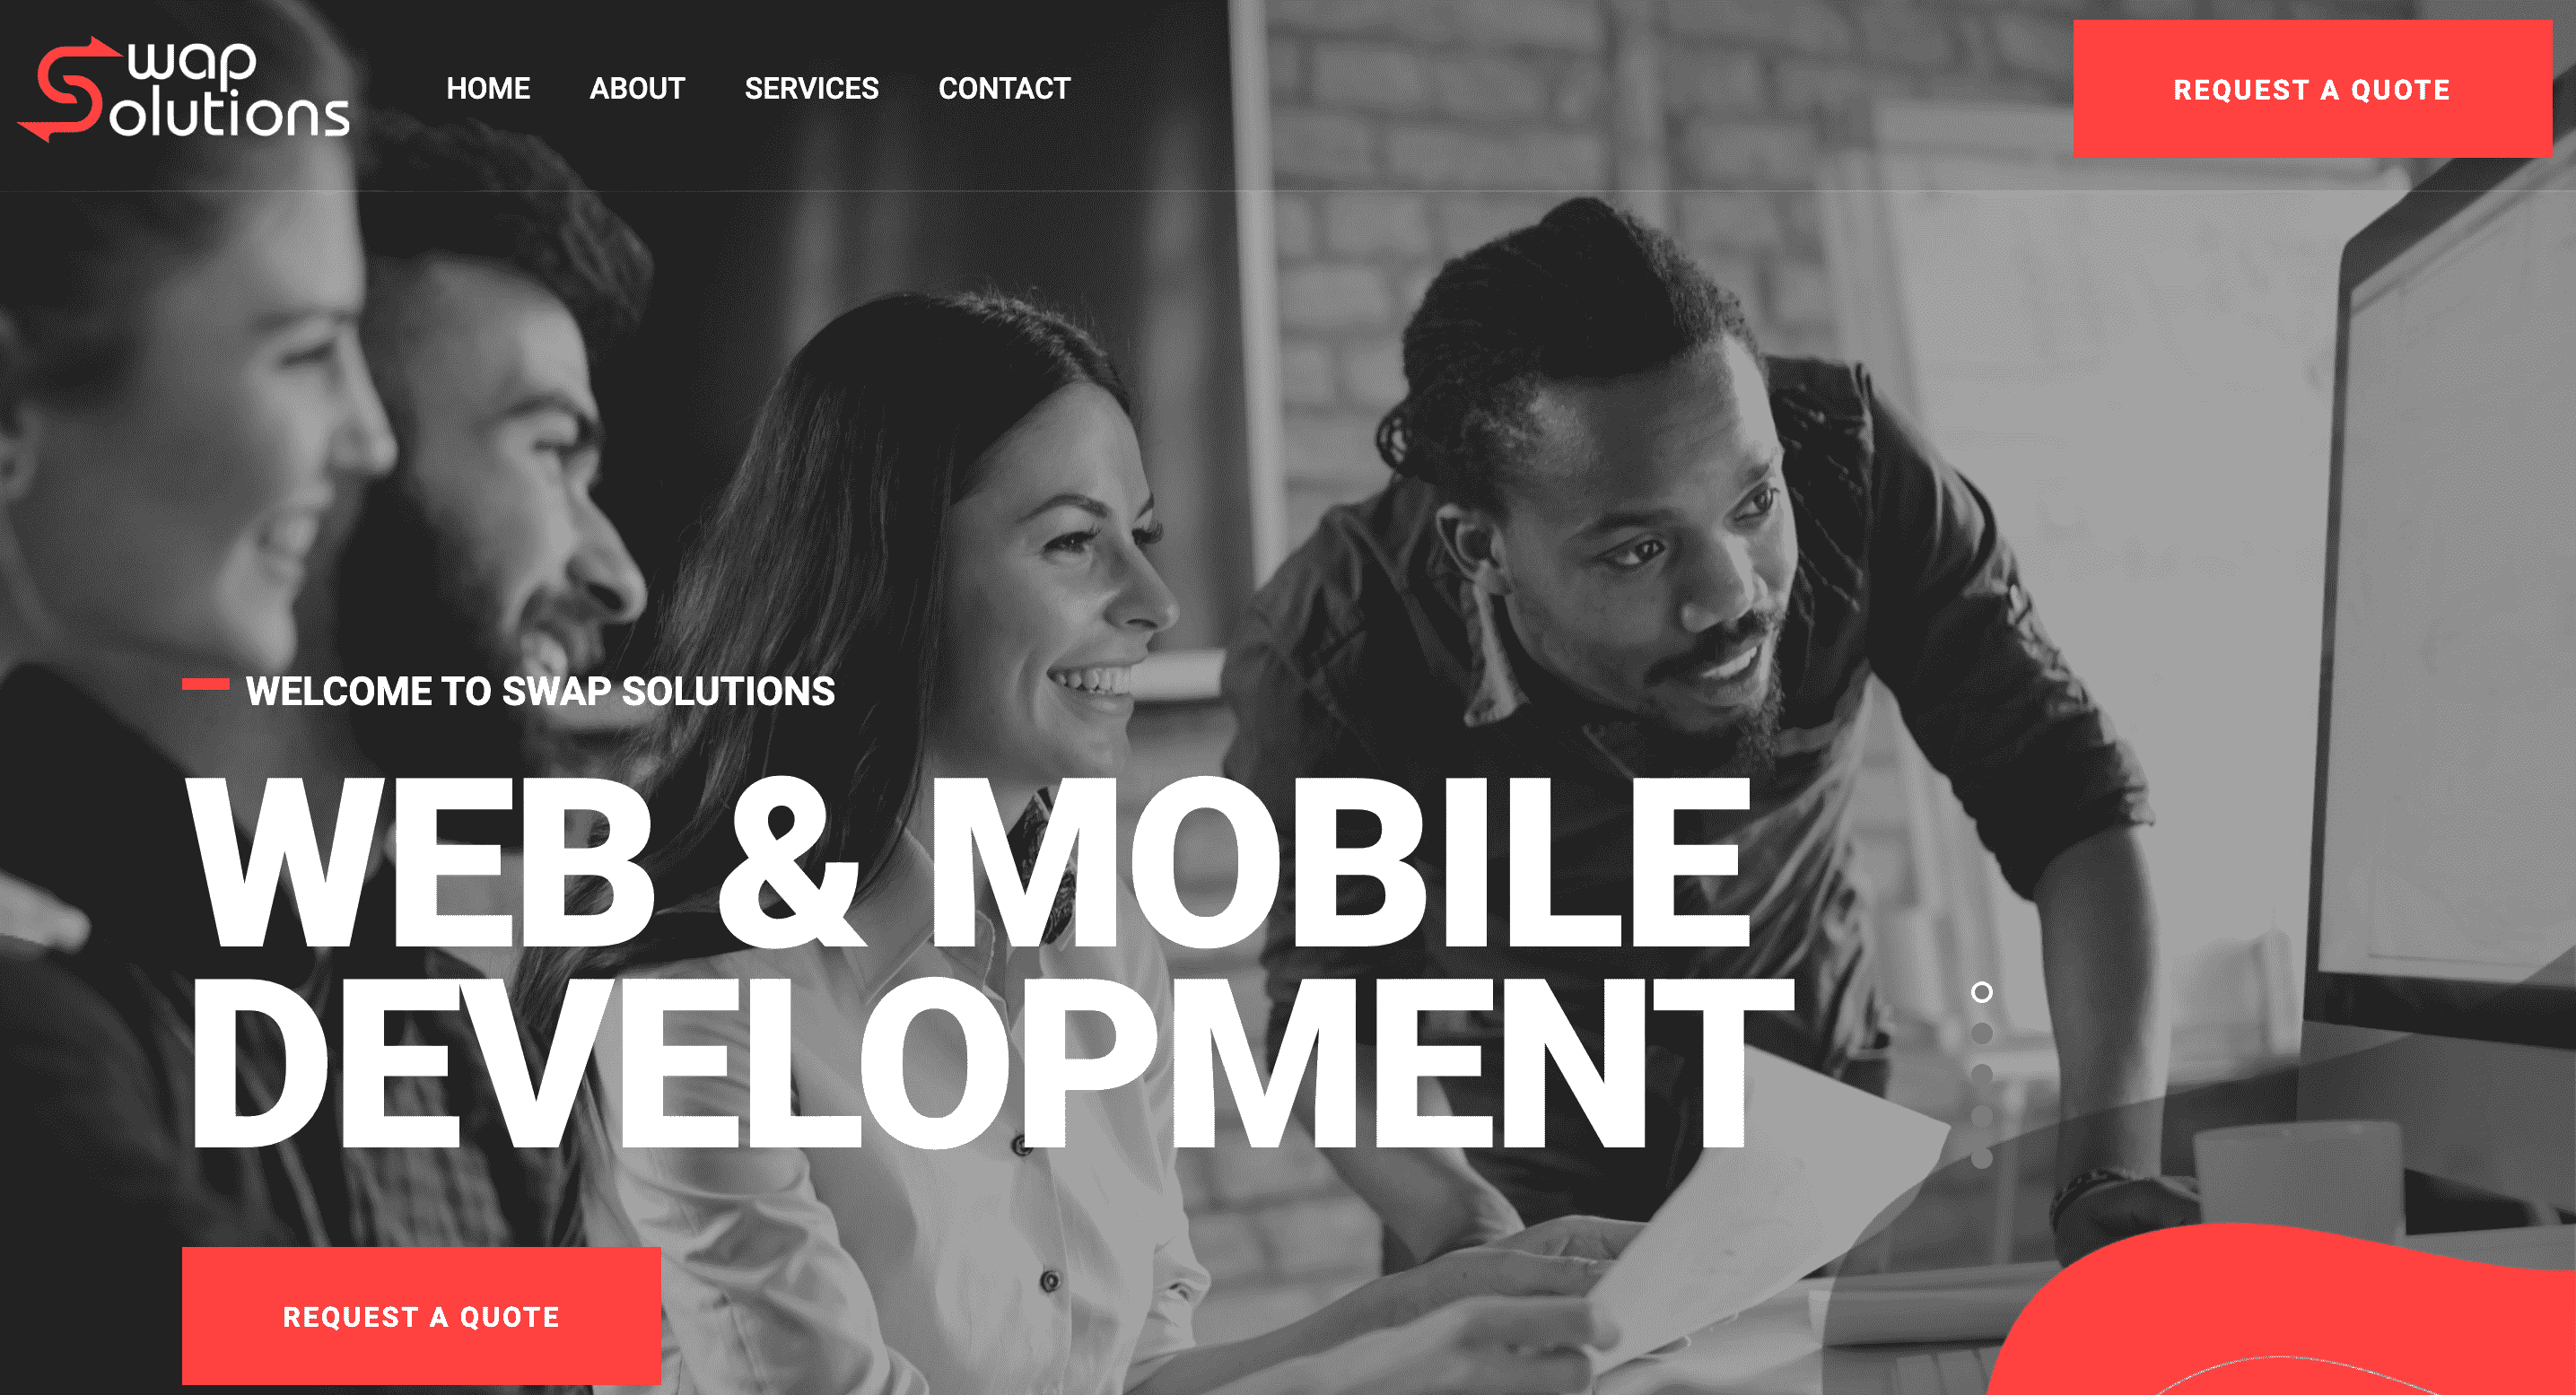 Swap
Solutions
HOME ABOUT SERVICES CONTACT
REQUEST A QUOTE
WELCOME TO SWAP SOLUTIONS
WEB & MOBILE
DEVELOPMENT
REQUEST A QUOTE